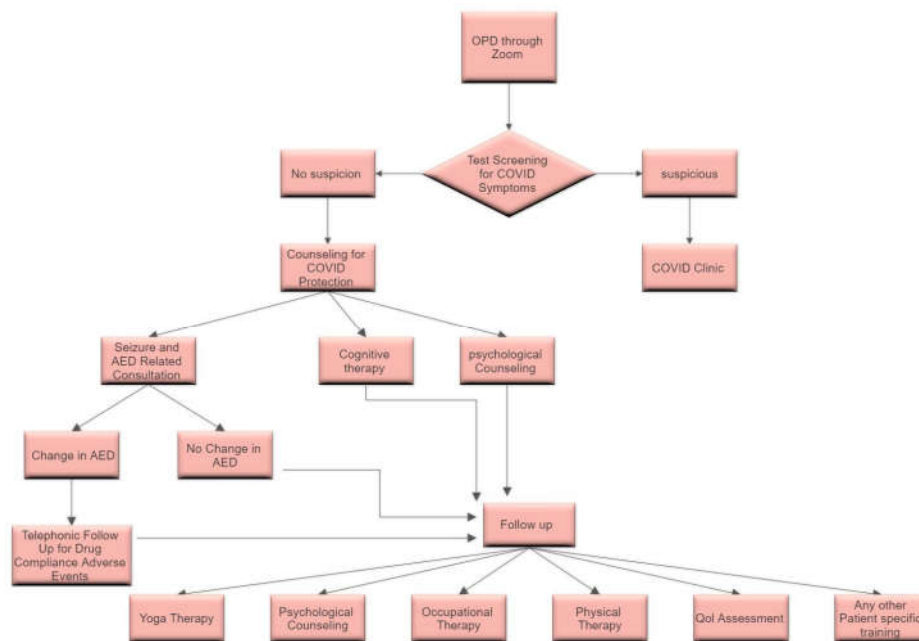 OPD through
Zoom
Test Screening
for COVID
Symptoms
No suspicion
suspicious
Counseling for
COVID
Protection
COVID Clinic
Seizure and
AED Related
Consultation
Cognitive
therapy
psychological
Counseling
Change in AED
No Change in
AED
Telephonic Follow
Up for Drug
Compliance Adverse
Events
Follow up
Yoga Therapy
Psychological
Counseling
Occupational
Therapy
Physical
Therapy
Qol Assessment
Any other
Patient specific
training